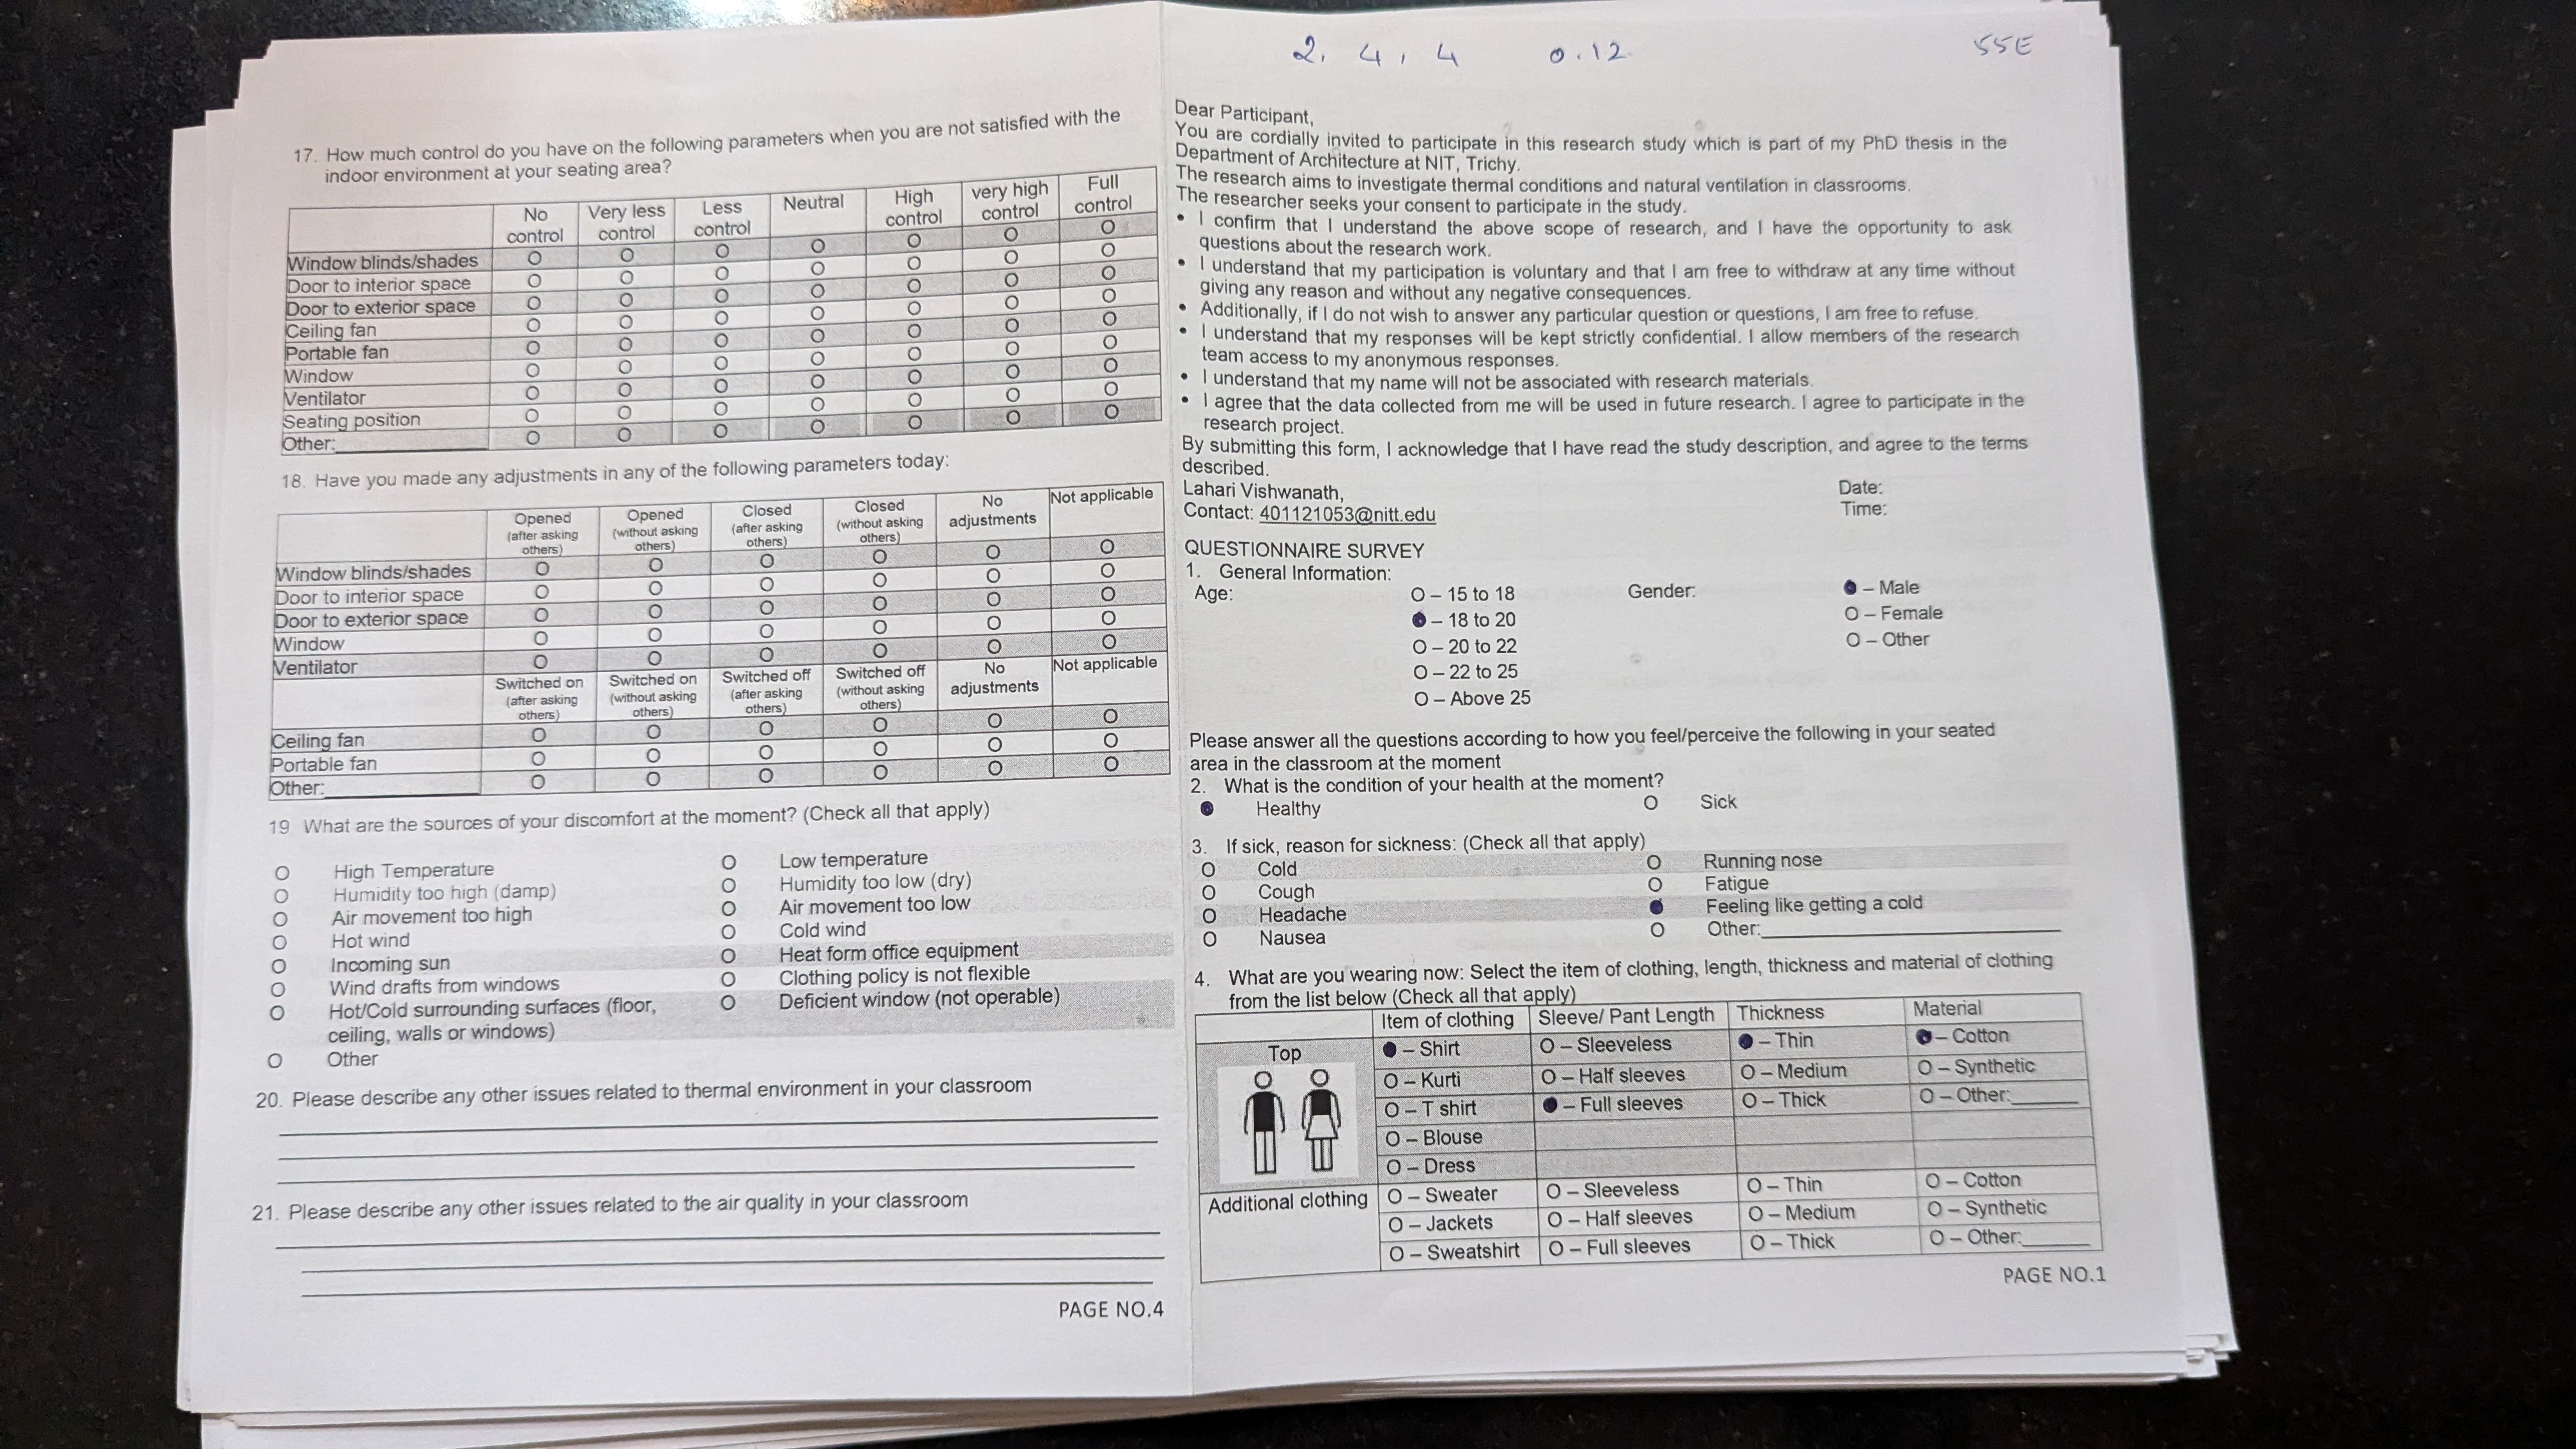 17. How much control do you have on the following parameters when you are not satisfied with the
indoor environment at your seating area?
No control Very less control Less control Neutral High control very high control Full control
Window blinds/shades O O O O O O O
Door to interior space O O O O O O O
Door to exterior space O O O O O O O
Ceiling fan O O O O O O O
Portable fan O O O O O O O
Window O O O O O O O
Ventilator O O O O O O O
Seating position O O O O O O O
Other: O O O O O O O
18. Have you made any adjustments in any of the following parameters today:
Opened (after asking others) Opened (without asking others) Closed (after asking others) Closed (without asking others) No adjustments Not applicable
Window blinds/shades O O O O O O
Door to interior space O O O O O O
Door to exterior space O O O O O O
Window O O O O O O
Ventilator O O O O O O
Switched on (after asking others) Switched on (without asking others) Switched off (after asking others) Switched off (without asking others) No adjustments Not applicable
Ceiling fan O O O O O O
Portable fan O O O O O O
Other: O O O O O O
19 What are the sources of your discomfort at the moment? (Check all that apply)
O High Temperature O Low temperature
O Humidity too high (damp) O Humidity too low (dry)
O Air movement too high O Air movement too low
O Hot wind O Cold wind
O Incoming sun O Heat form office equipment
O Wind drafts from windows O Clothing policy is not flexible
O Hot/Cold surrounding surfaces (floor, O Deficient window (not operable)
ceiling, walls or windows)
O Other
20. Please describe any other issues related to thermal environment in your classroom
21. Please describe any other issues related to the air quality in your classroom
PAGE NO.4
2, 4, 4 0.12 S5E
Dear Participant,
You are cordially invited to participate in this research study which is part of my PhD thesis in the
Department of Architecture at NIT, Trichy.
The research aims to investigate thermal conditions and natural ventilation in classrooms.
The researcher seeks your consent to participate in the study.
• I confirm that I understand the above scope of research, and I have the opportunity to ask
questions about the research work.
• I understand that my participation is voluntary and that I am free to withdraw at any time without
giving any reason and without any negative consequences.
• Additionally, if I do not wish to answer any particular question or questions, I am free to refuse.
• I understand that my responses will be kept strictly confidential. I allow members of the research
team access to my anonymous responses.
• I understand that my name will not be associated with research materials.
• I agree that the data collected from me will be used in future research. I agree to participate in the
research project.
By submitting this form, I acknowledge that I have read the study description, and agree to the terms
described.
Lahari Vishwanath, Date:
Contact: 401121053@nitt.edu Time:
QUESTIONNAIRE SURVEY
1. General Information:
Age: O – 15 to 18 Gender: ● – Male
● – 18 to 20 O – Female
O – 20 to 22 O – Other
O – 22 to 25
O – Above 25
Please answer all the questions according to how you feel/perceive the following in your seated
area in the classroom at the moment
2. What is the condition of your health at the moment?
● Healthy O Sick
3. If sick, reason for sickness: (Check all that apply)
O Cold O Running nose
O Cough O Fatigue
O Headache ● Feeling like getting a cold
O Nausea O Other:
4. What are you wearing now: Select the item of clothing, length, thickness and material of clothing
from the list below (Check all that apply)
Item of clothing Sleeve/ Pant Length Thickness Material
Top ● – Shirt O – Sleeveless ● – Thin ● – Cotton
O – Kurti O – Half sleeves O – Medium O – Synthetic
O – T shirt ● – Full sleeves O – Thick O – Other:
O – Blouse
O – Dress
Additional clothing O – Sweater O – Sleeveless O – Thin O – Cotton
O – Jackets O – Half sleeves O – Medium O – Synthetic
O – Sweatshirt O – Full sleeves O – Thick O – Other:
PAGE NO.1